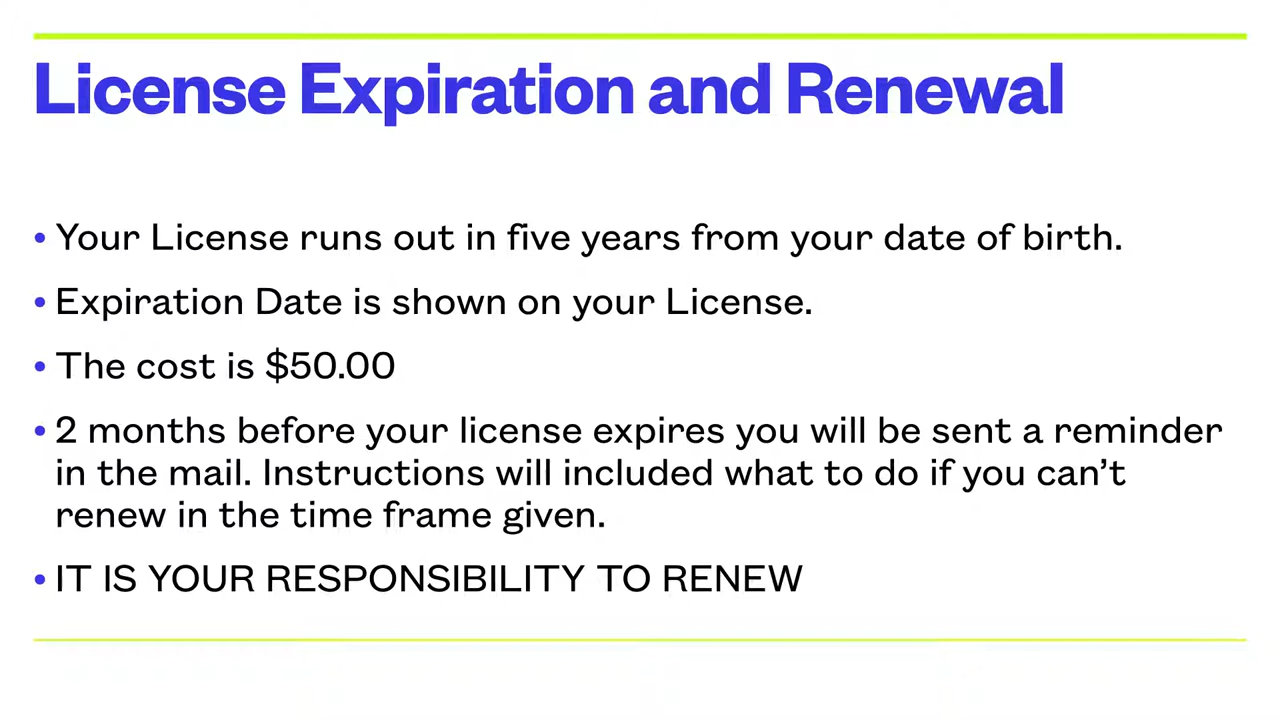 License Expiration and Renewal
• Your License runs out in five years from your date of birth.
• Expiration Date is shown on your License.
• The cost is $50.00
• 2 months before your license expires you will be sent a reminder
in the mail. Instructions will included what to do if you can’t
renew in the time frame given.
• IT IS YOUR RESPONSIBILITY TO RENEW